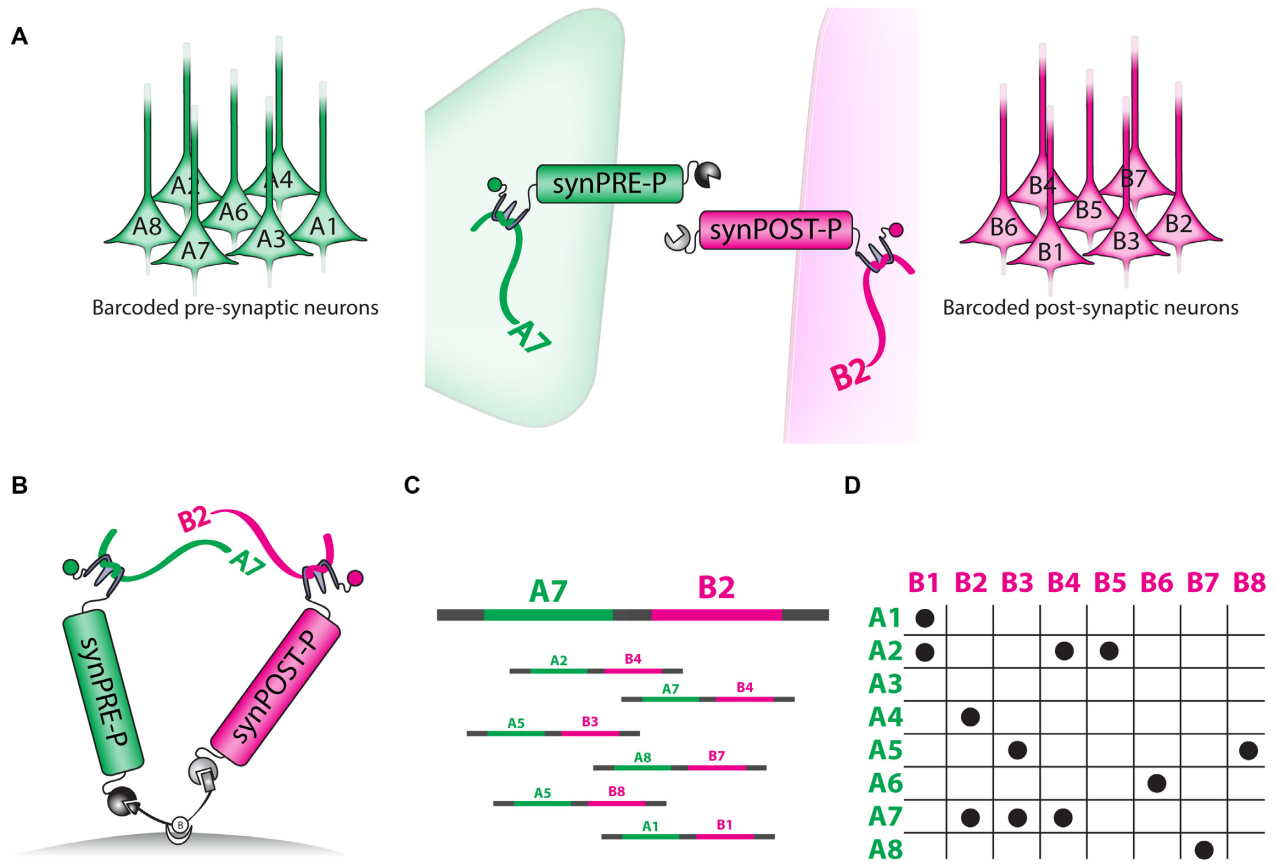 A
A2
A4
A6
A8
A1
A3
A7
Barcoded pre-synaptic neurons
synPRE-P
synPOST-P
A7
B2
B4
B7
B5
B6
B2
B3
B1
Barcoded post-synaptic neurons
B
B2
A7
synPRE-P
synPOST-P
B
C
A7 B2
A2 B4
A7 B4
A5 B3
A8 B7
A5 B8
A1 B1
D
B1 B2 B3 B4 B5 B6 B7 B8
A1
A2
A3
A4
A5
A6
A7
A8